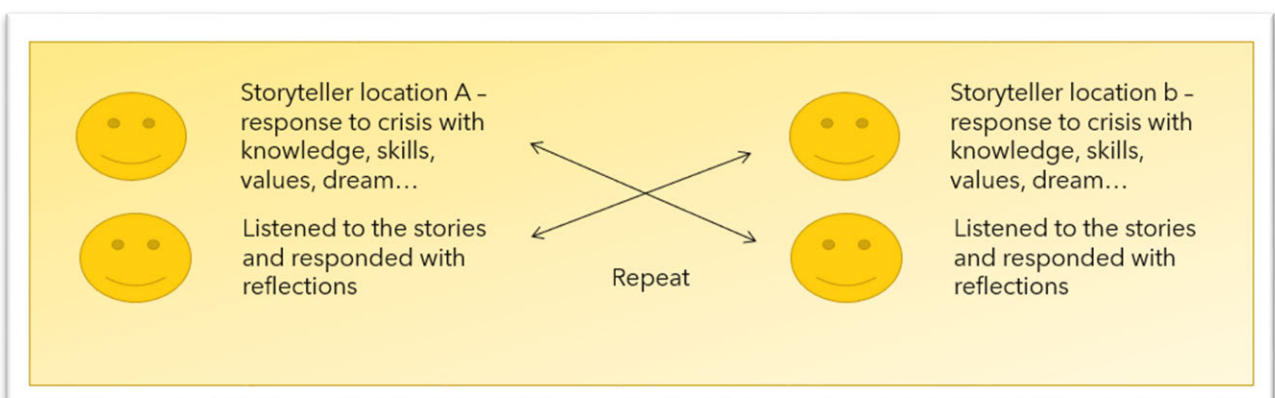 Storyteller location A –
response to crisis with
knowledge, skills,
values, dream...
Listened to the stories
and responded with
reflections
Repeat
Storyteller location b –
response to crisis with
knowledge, skills,
values, dream...
Listened to the stories
and responded with
reflections